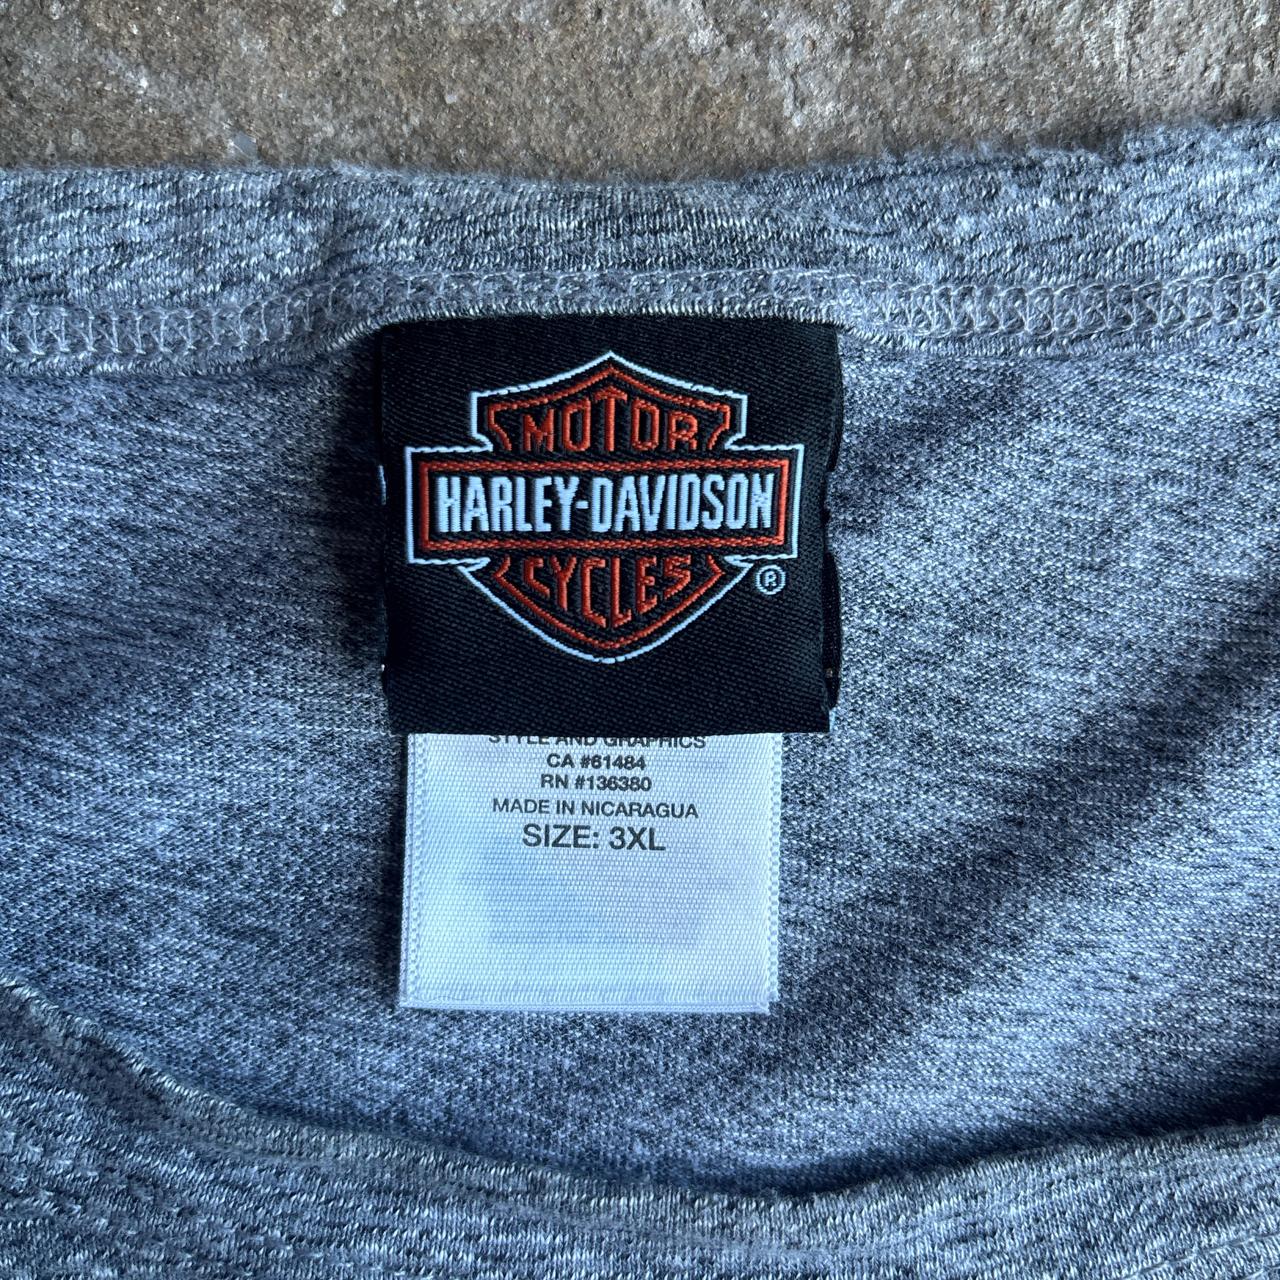 MOTOR
HARLEY-DAVIDSON
CYCLES
®
STYLE AND GRAPHICS
CA #61484
RN #136380
MADE IN NICARAGUA
SIZE: 3XL